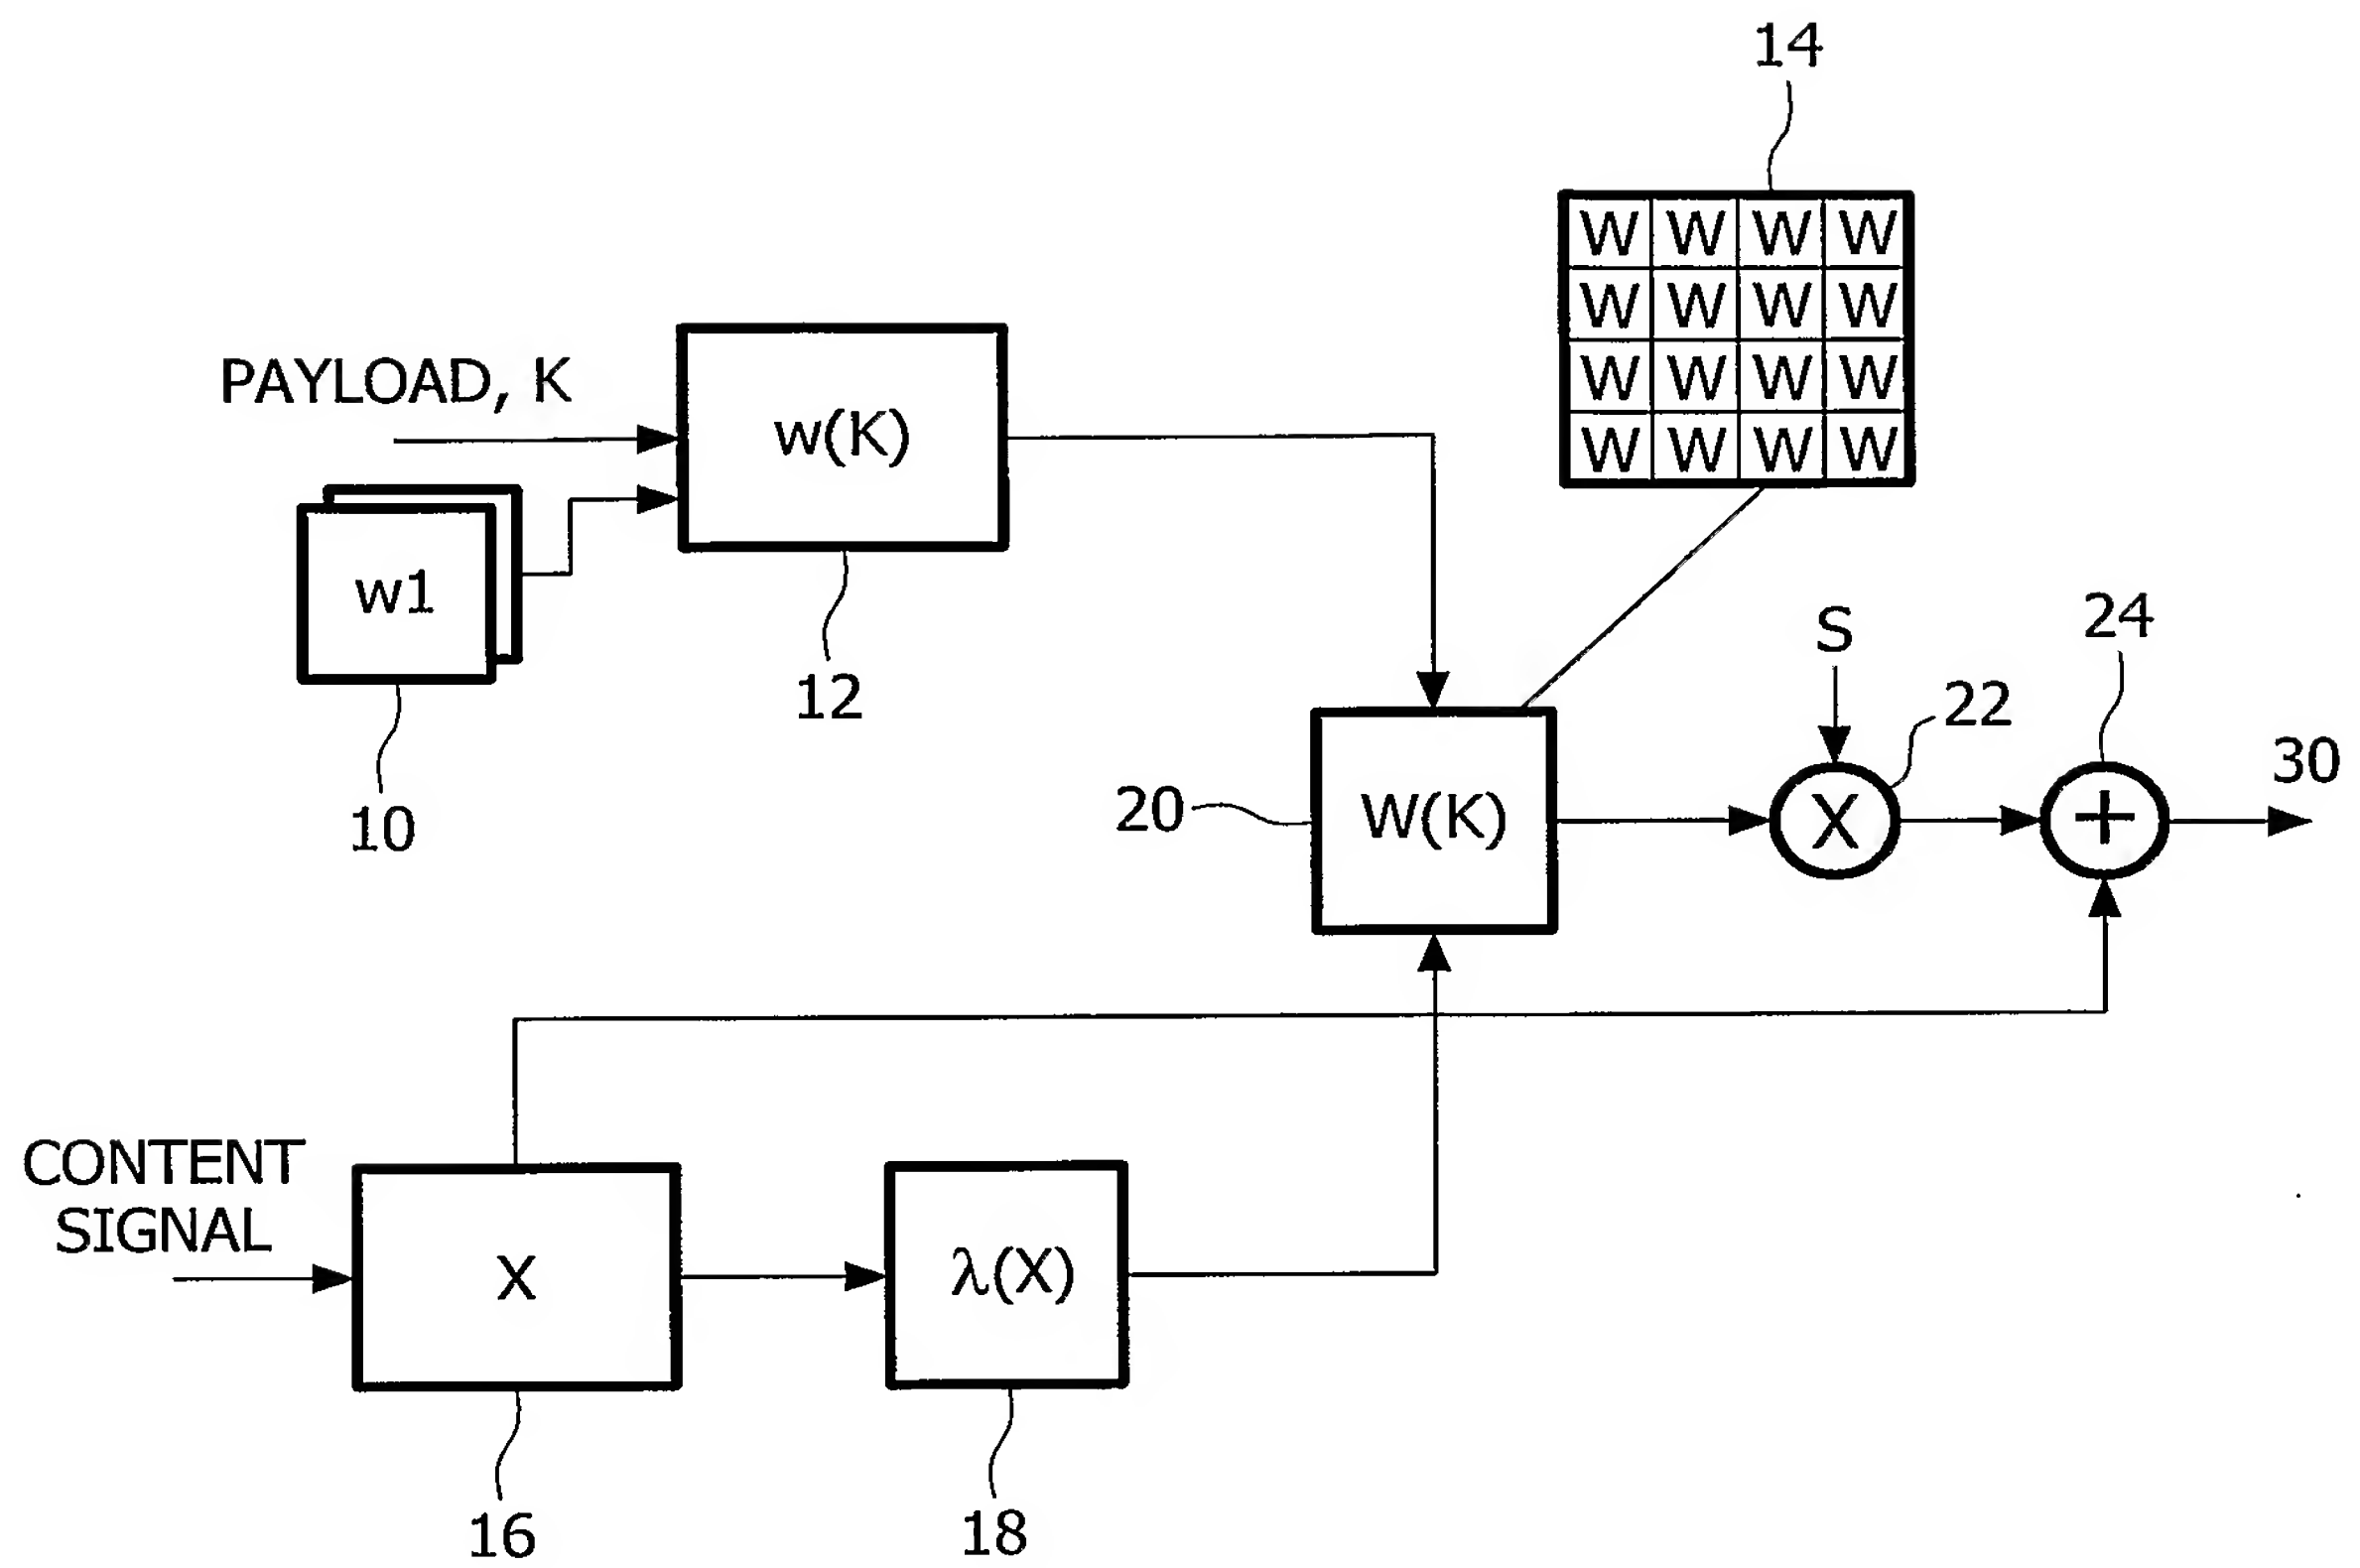 14
W W W W
W W W W
W W W W
W W W W
PAYLOAD, K
w(K)
w1
12
10
S
24
22
30
20
W(K)
X
+
CONTENT
SIGNAL
X
λ(X)
16
18